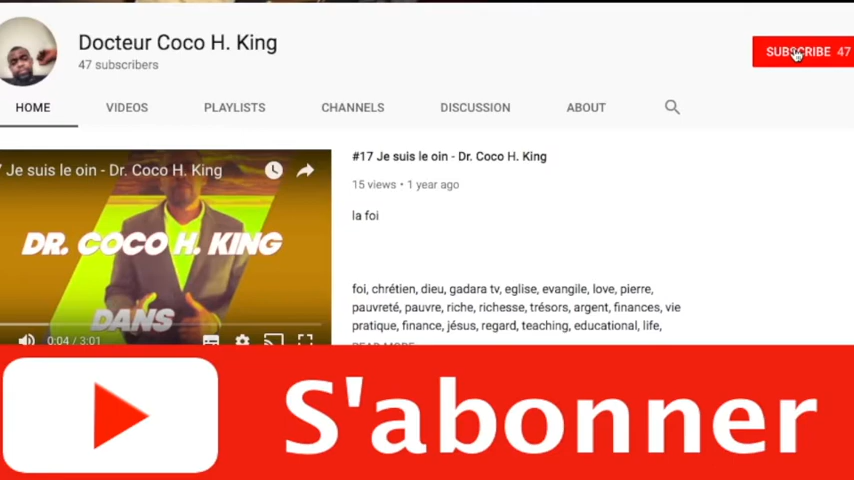 Docteur Coco H. King
47 subscribers
SUBSCRIBE 47
HOME VIDEOS PLAYLISTS CHANNELS DISCUSSION ABOUT
7 Je suis le oin - Dr. Coco H. King
DR. COCO H. KING
DANS
0:04 / 3:01
#17 Je suis le oin - Dr. Coco H. King
15 views • 1 year ago
la foi
foi, chrétien, dieu, gadara tv, eglise, evangile, love, pierre,
pauvreté, pauvre, riche, richesse, trésors, argent, finances, vie
pratique, finance, jésus, regard, teaching, educational, life,
READ MORE
S'abonner